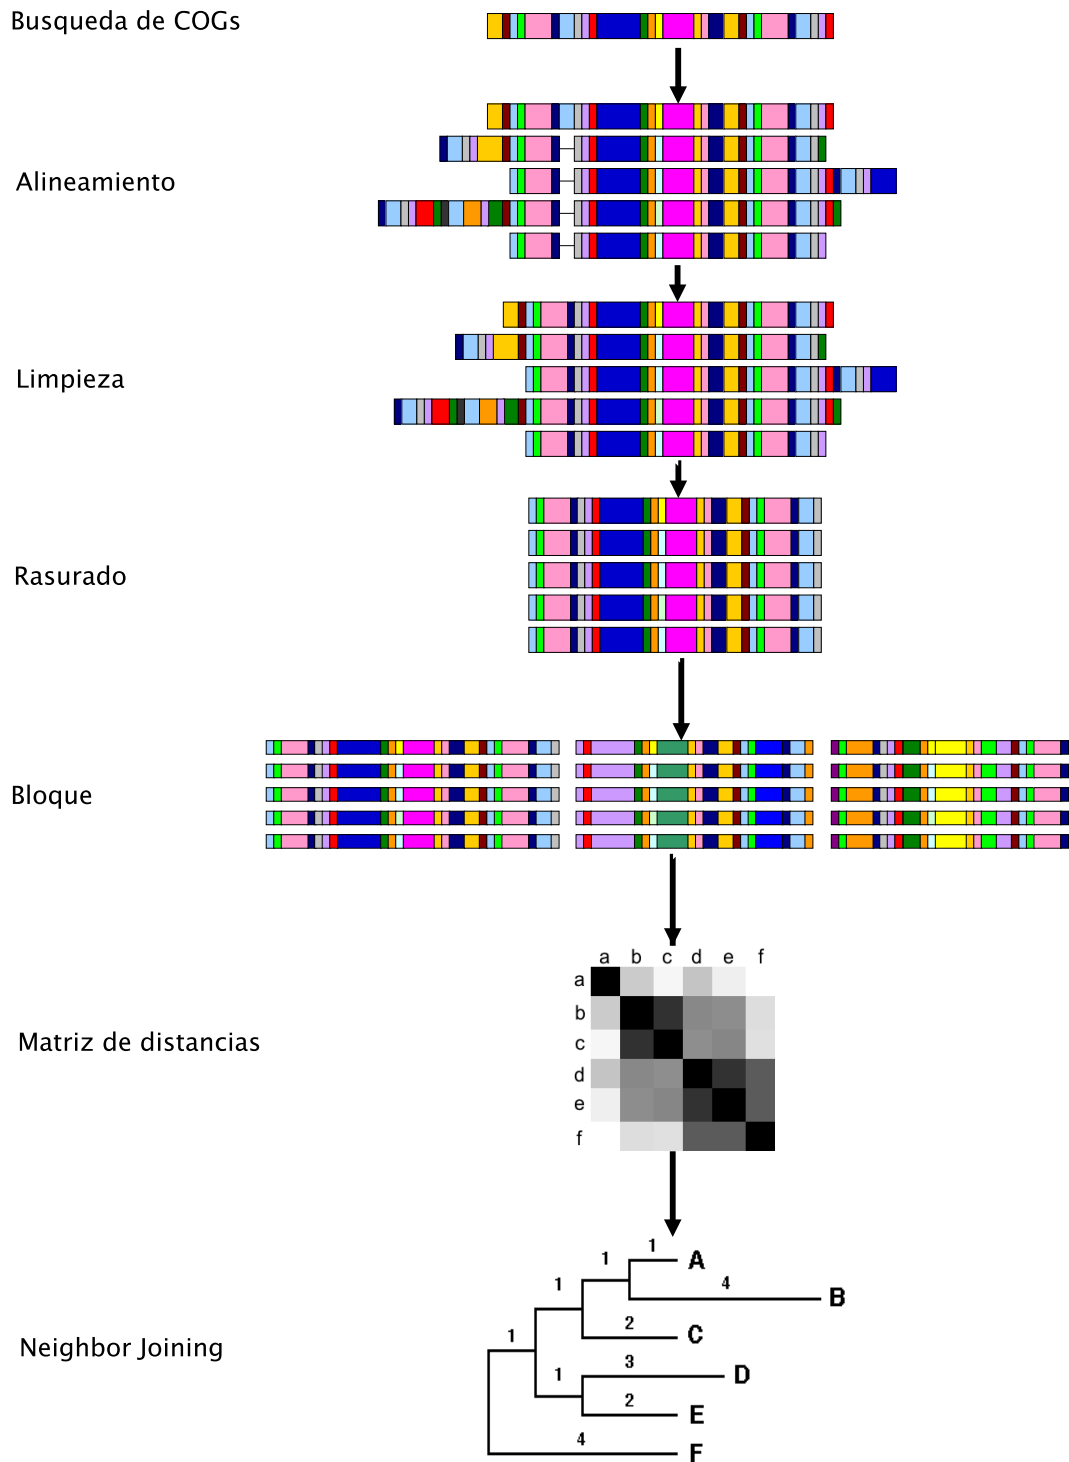 Busqueda de COGs
Alineamiento
Limpieza
Rasurado
Bloque
a b c d e f
a
b
c
d
e
f
Matriz de distancias
1 A
1
4 B
1
2 C
1
3 D
1
2 E
4 F
Neighbor Joining